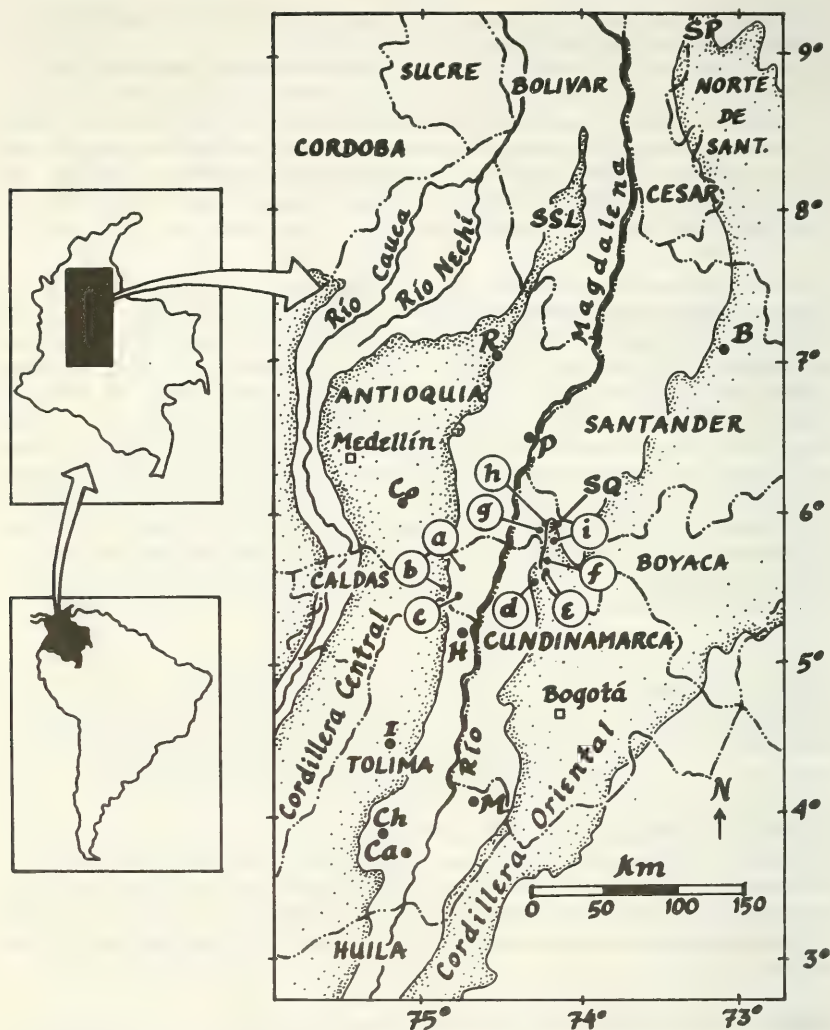 SP
9°
SUCRE
BOLIVAR
NORTE
DE
SANT.
CORDOBA
CESAR
8°
SSL
Río Cauca
Río Nechí
Magdalena
R
B
7°
ANTIOQUIA
SANTANDER
Medellín
P
h
SQ
Co
g
i
a
BOYACA
b
CALDAS
f
c
d
e
CUNDINAMARCA
H
5°
Bogotá
Cordillera Central
I
TOLIMA
Río
N
M
4°
Ch
Ca
Cordillera Oriental
Km
0 50 100 150
HUILA
3°
75° 74° 73°
6°